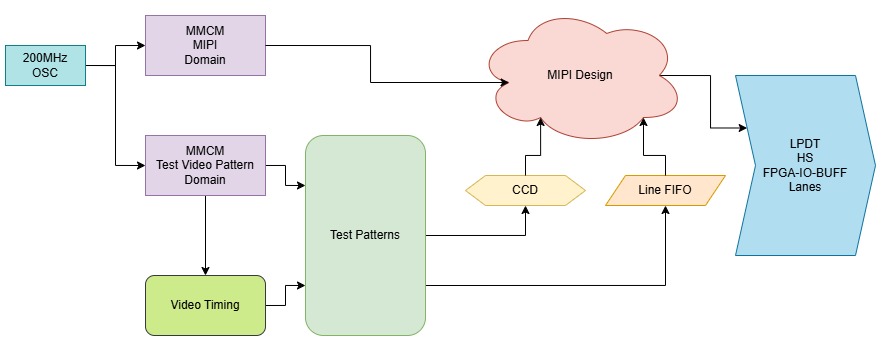 200MHz
OSC
MMCM
MIPI
Domain
MMCM
Test Video Pattern
Domain
Video Timing
Test Patterns
MIPI Design
CCD
Line FIFO
LPDT
HS
FPGA-IO-BUFF
Lanes